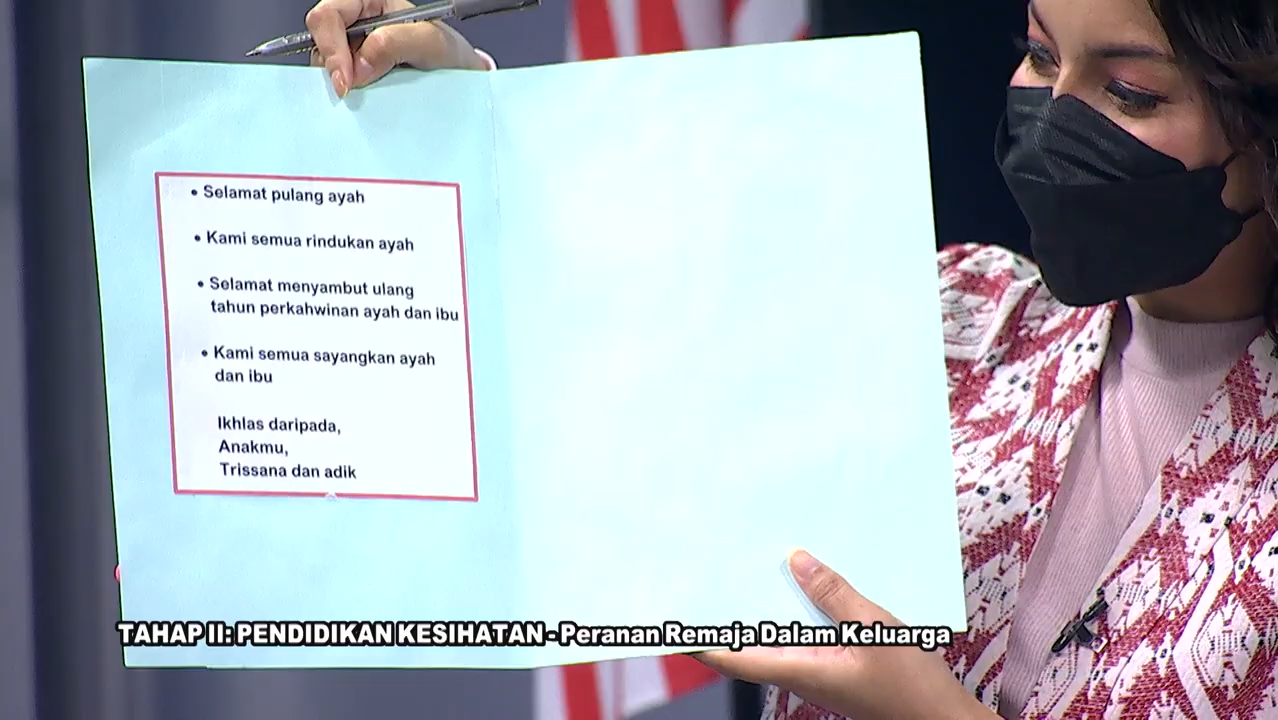 • Selamat pulang ayah
• Kami semua rindukan ayah
• Selamat menyambut ulang
tahun perkahwinan ayah dan ibu
• Kami semua sayangkan ayah
dan ibu
Ikhlas daripada,
Anakmu,
Trissana dan adik
TAHAP II: PENDIDIKAN KESIHATAN - Peranan Remaja Dalam Keluarga